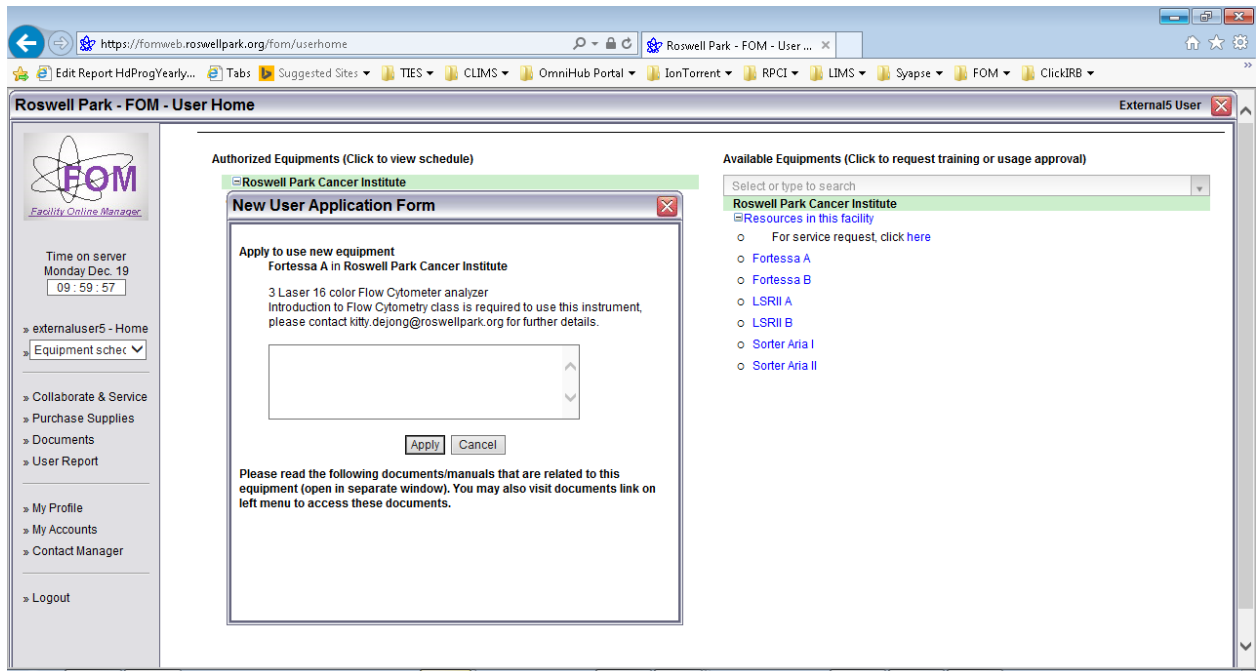 https://fomweb.roswellpark.org/fom/userhome
Roswell Park - FOM - User ...
Edit Report HdProgYearly... Tabs Suggested Sites TIES CLIMS OmniHub Portal IonTorrent RPCI LIMS Syapse FOM ClickIRB
Roswell Park - FOM - User Home
External5 User
FOM
Facility Online Manager
Time on server
Monday Dec. 19
09 : 59 : 57
» externaluser5 - Home
» Equipment sched
» Collaborate & Service
» Purchase Supplies
» Documents
» User Report
» My Profile
» My Accounts
» Contact Manager
» Logout
Authorized Equipments (Click to view schedule)
Roswell Park Cancer Institute
New User Application Form
Apply to use new equipment
Fortessa A in Roswell Park Cancer Institute
3 Laser 16 color Flow Cytometer analyzer
Introduction to Flow Cytometry class is required to use this instrument,
please contact kitty.dejong@roswellpark.org for further details.
Apply Cancel
Please read the following documents/manuals that are related to this
equipment (open in separate window). You may also visit documents link on
left menu to access these documents.
Available Equipments (Click to request training or usage approval)
Select or type to search
Roswell Park Cancer Institute
Resources in this facility
For service request, click here
Fortessa A
Fortessa B
LSRII A
LSRII B
Sorter Aria I
Sorter Aria II